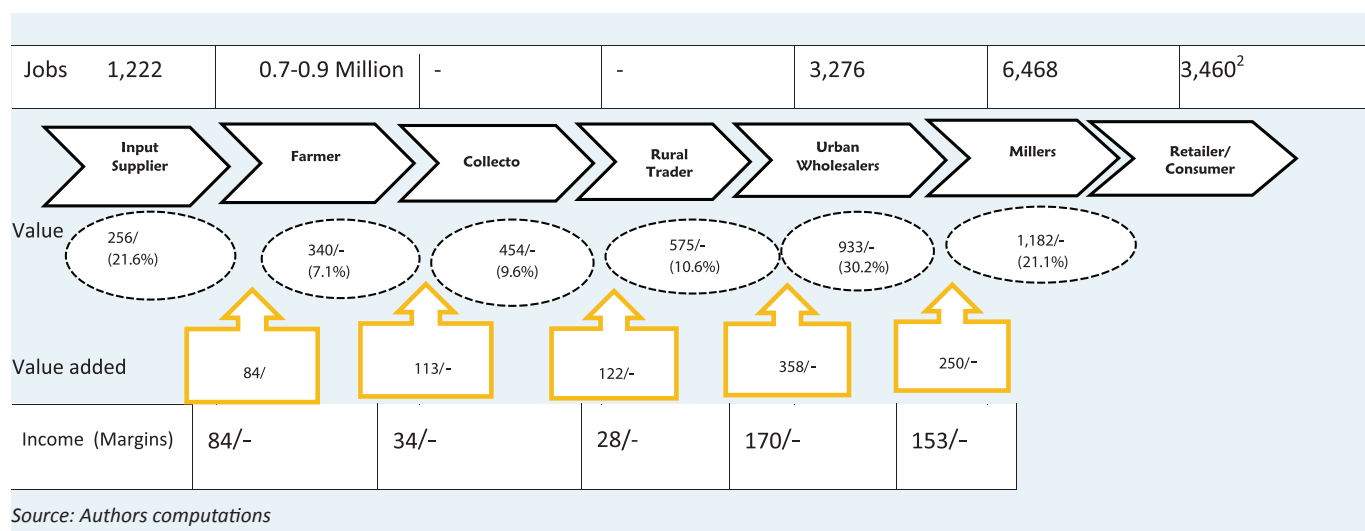 Jobs 1,222 0.7-0.9 Million - - 3,276 6,468 3,460²
Input
Supplier
Farmer
Collecto
Rural
Trader
Urban
Wholesalers
Millers
Retailer/
Consumer
Value
256/
(21.6%)
340/-
(7.1%)
454/-
(9.6%)
575/-
(10.6%)
933/-
(30.2%)
1,182/-
(21.1%)
Value added
84/
113/-
122/-
358/-
250/-
Income (Margins) 84/- 34/- 28/- 170/- 153/-
Source: Authors computations